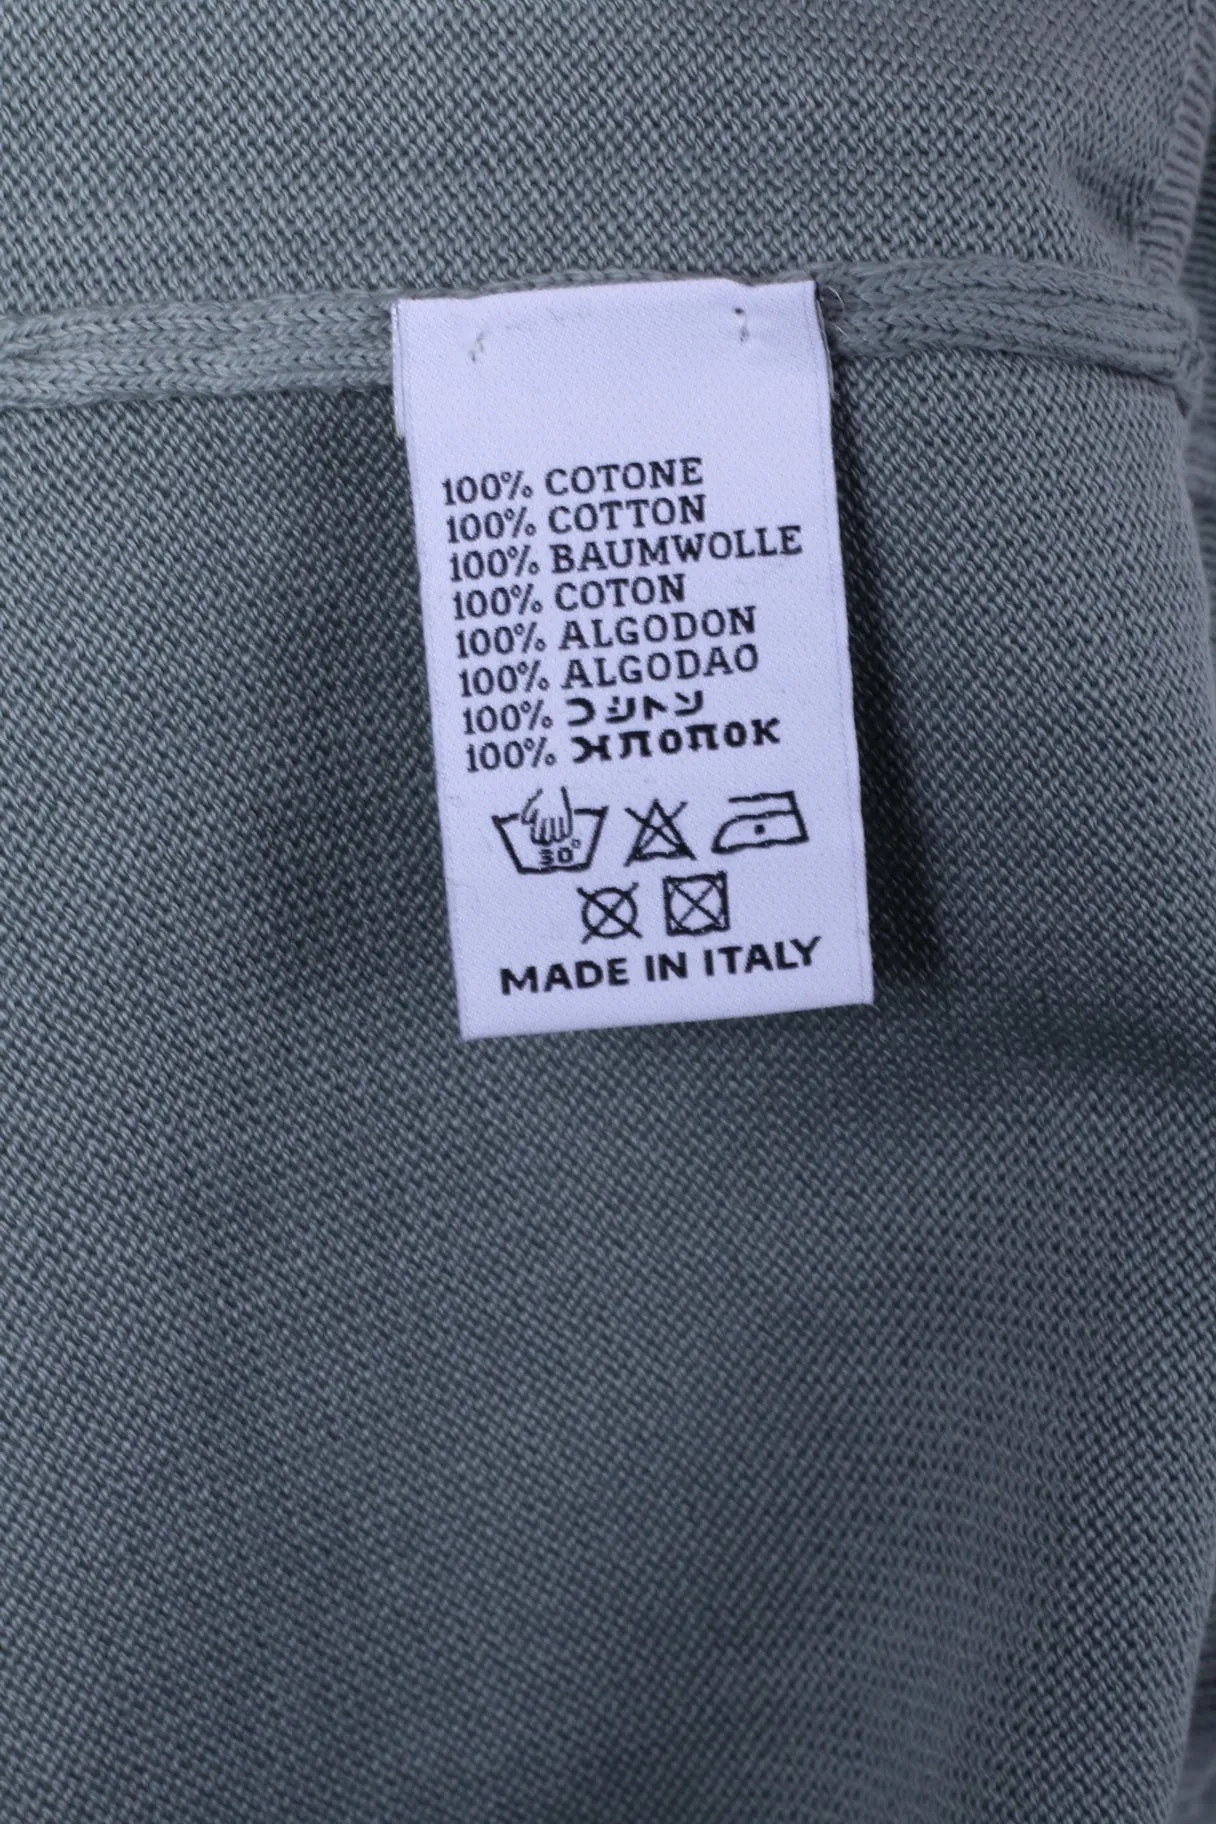 100% COTONE
100% COTTON
100% BAUMWOLLE
100% COTON
100% ALGODON
100% ALGODAO
100% コットン
100% хлопок
30°
MADE IN ITALY